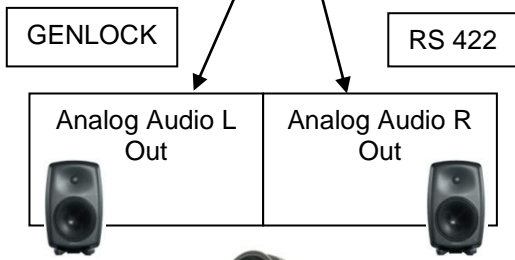 GENLOCK
RS 422
Analog Audio L
Out
Analog Audio R
Out